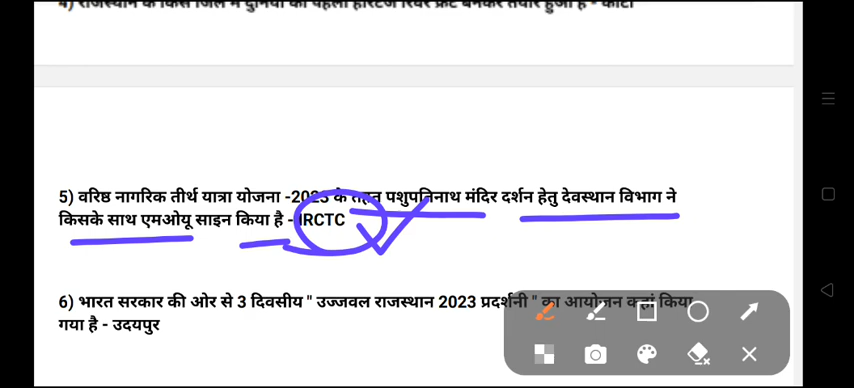 4) राजस्थान के किस जिले में दुनिया का पहला हेरिटेज रिवर फ्रंट बनकर तैयार हुआ है - कोटा
5) वरिष्ठ नागरिक तीर्थ यात्रा योजना -2023 के तहत पशुपतिनाथ मंदिर दर्शन हेतु देवस्थान विभाग ने
किसके साथ एमओयू साइन किया है - IRCTC
6) भारत सरकार की ओर से 3 दिवसीय " उज्जवल राजस्थान 2023 प्रदर्शनी " का आयोजन कहां किया
गया है - उदयपुर